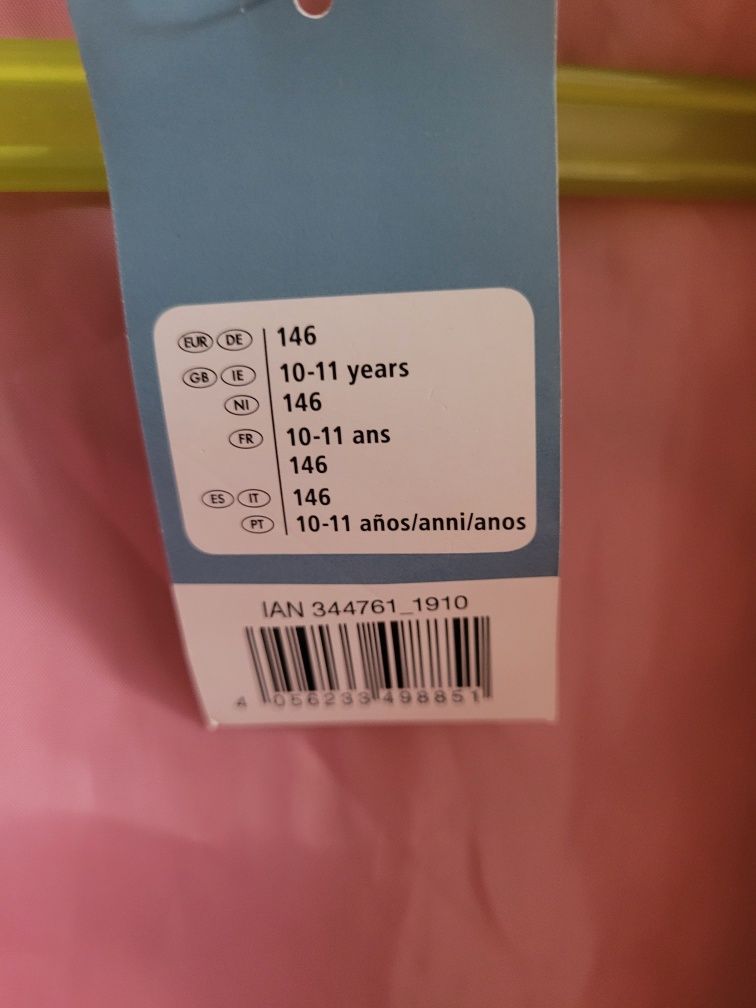 EUR DE 146
GB IE 10-11 years
NI 146
FR 10-11 ans
146
ES IT 146
PT 10-11 años/anni/anos
IAN 344761_1910
4 056233 498851